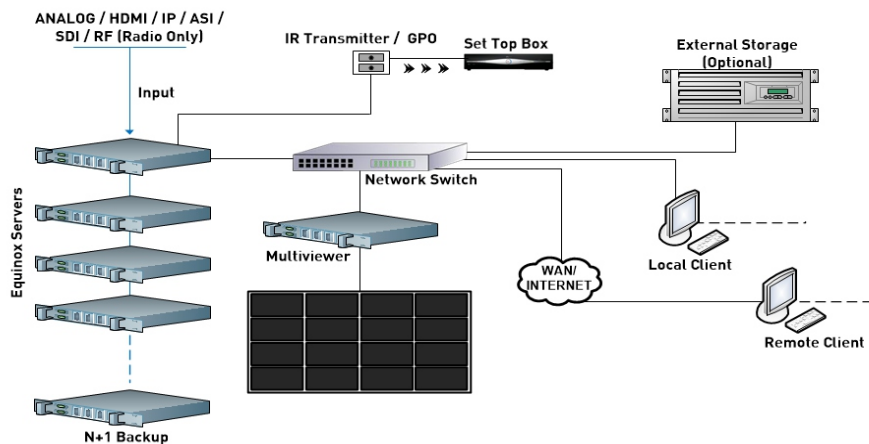 ANALOG / HDMI / IP / ASI /
SDI / RF (Radio Only)
Input
IR Transmitter / GPO
Set Top Box
External Storage
(Optional)
Equinox Servers
Network Switch
Multiviewer
WAN/
INTERNET
Local Client
Remote Client
N+1 Backup